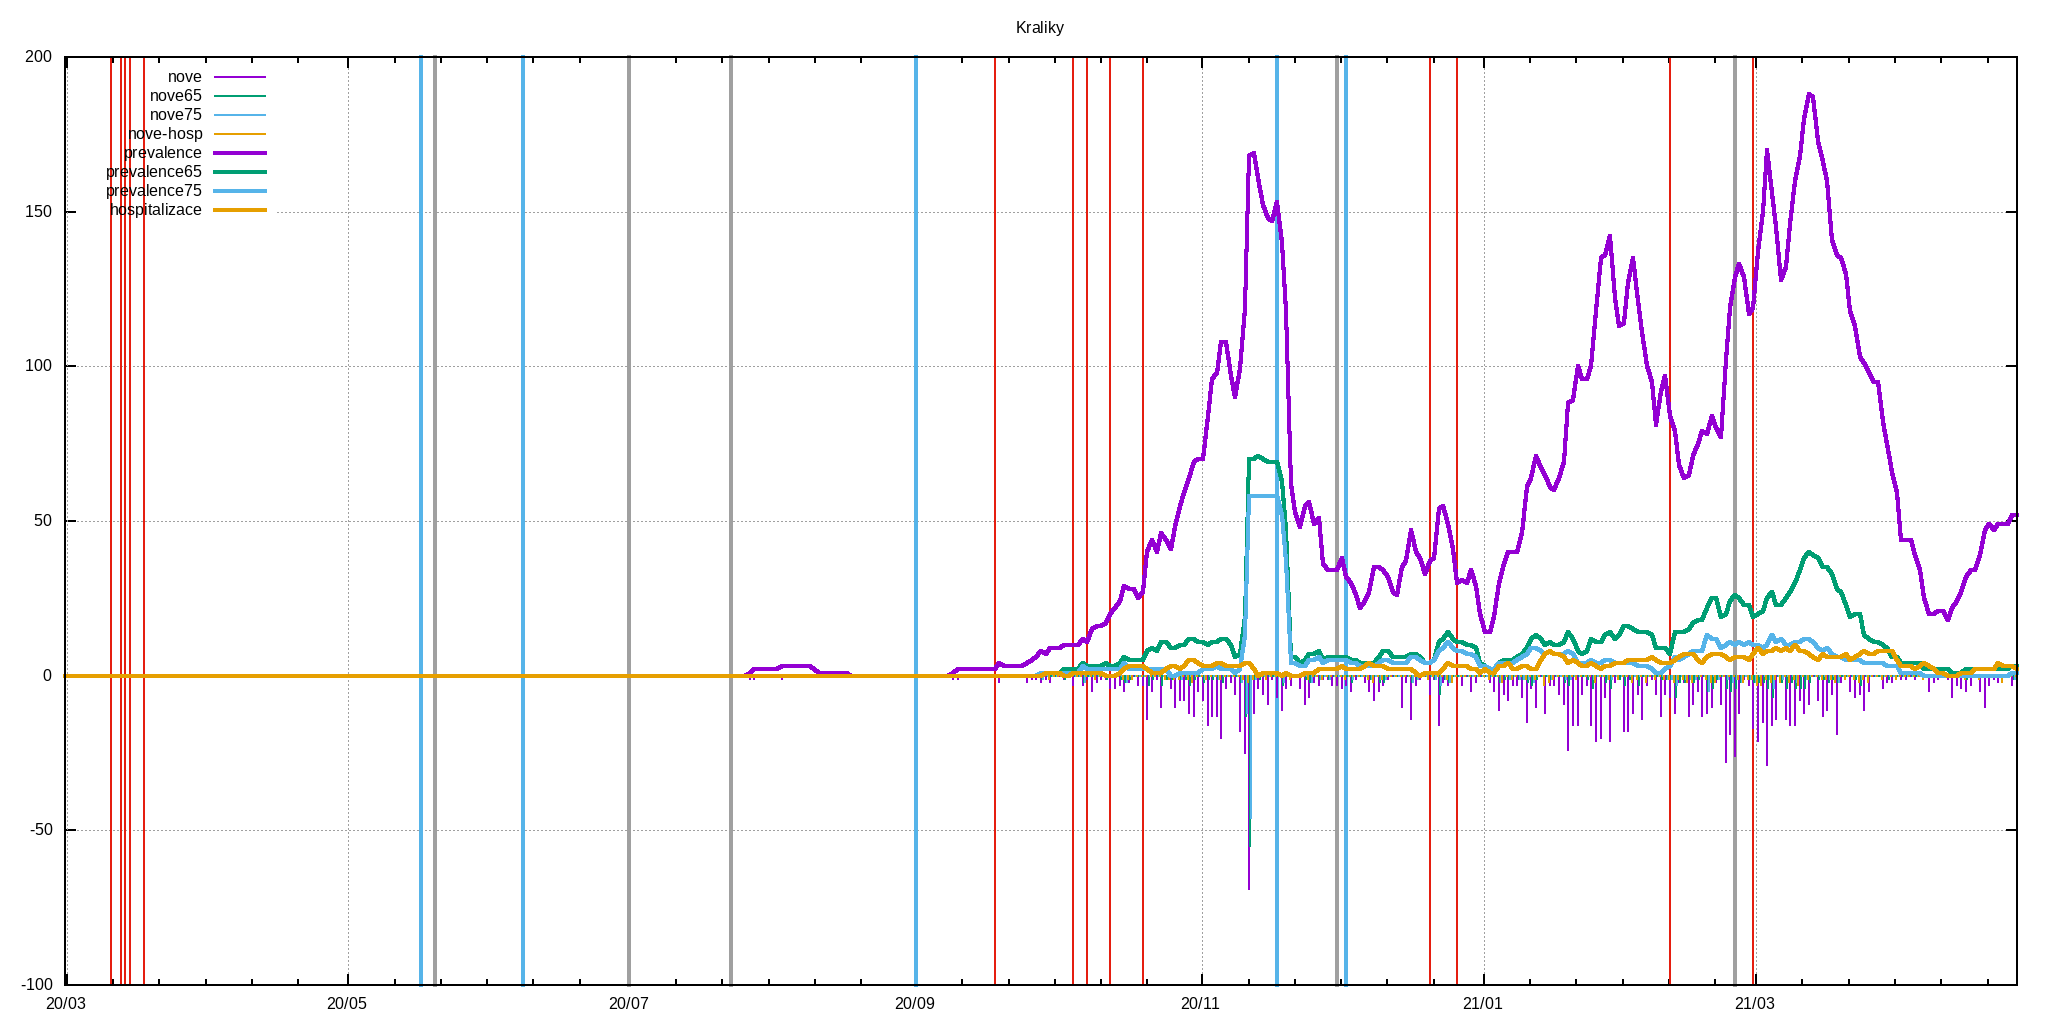 Kraliky
200
nove
nove65
nove75
nove-hosp
prevalence
prevalence65
prevalence75
hospitalizace
150
100
50
0
-50
-100
20/03 20/05 20/07 20/09 20/11 21/01 21/03